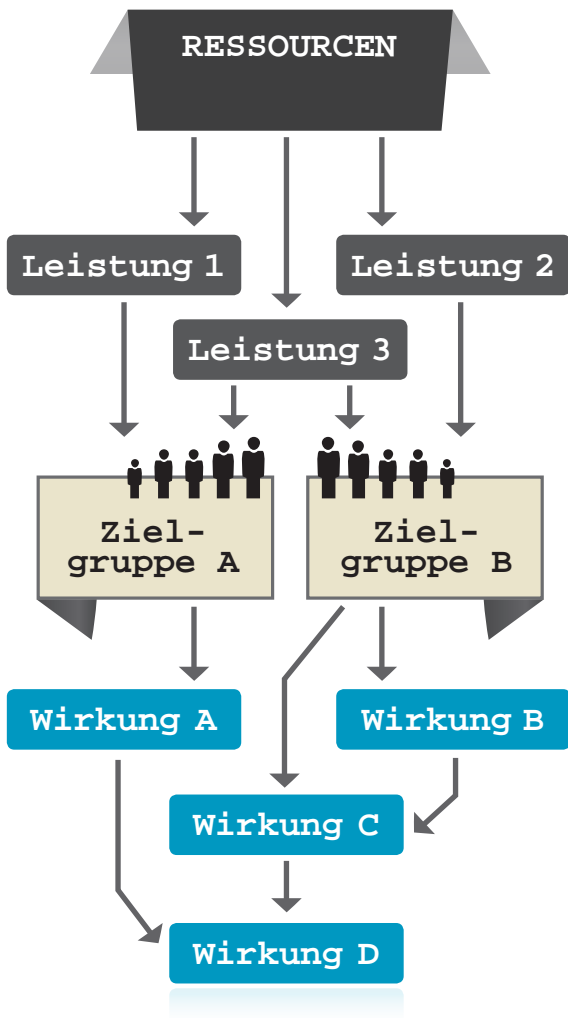 RESSOURCEN
Leistung 1
Leistung 2
Leistung 3
Ziel-
gruppe A
Ziel-
gruppe B
Wirkung A
Wirkung B
Wirkung C
Wirkung D